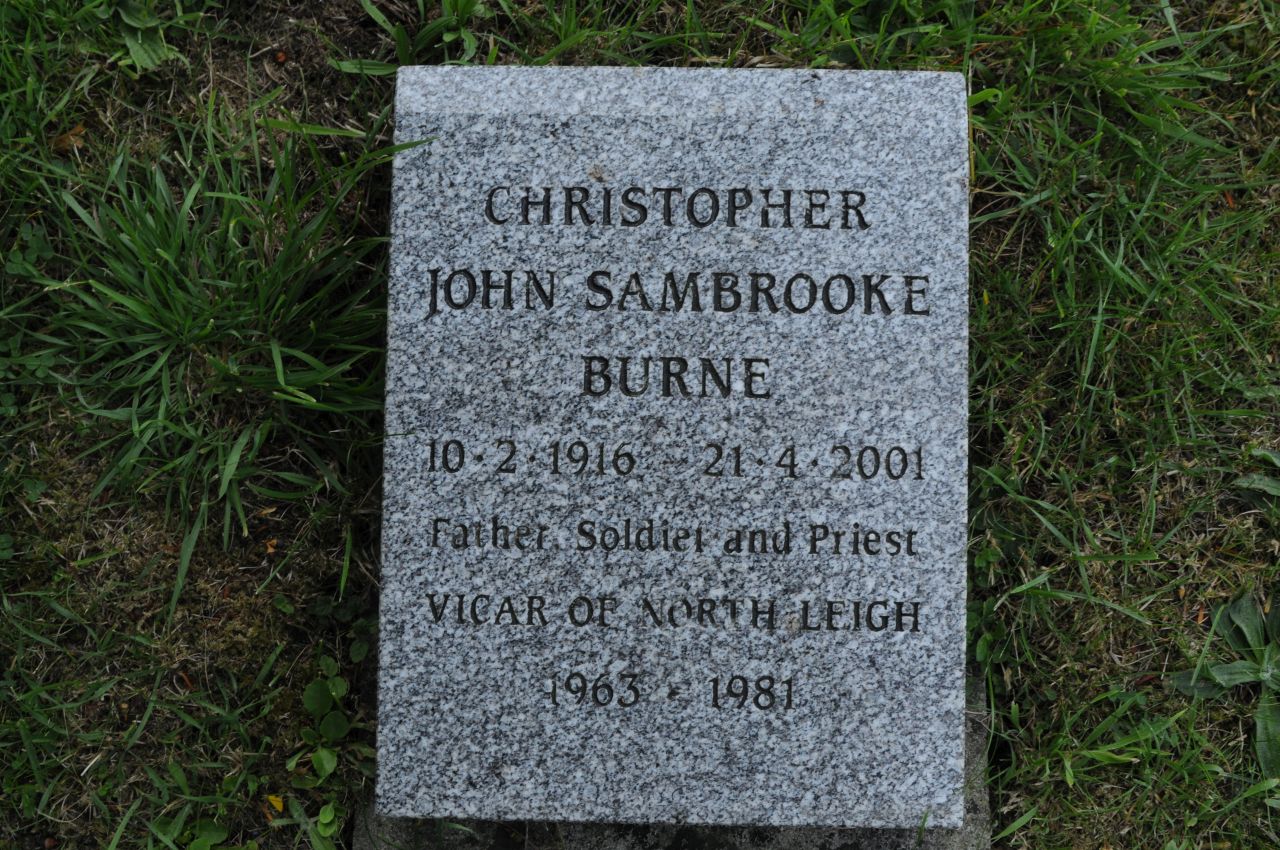 CHRISTOPHER
JOHN SAMBROOKE
BURNE
10·2·1916 - 21·4·2001
Father, Soldier and Priest
VICAR OF NORTH LEIGH
1963 - 1981